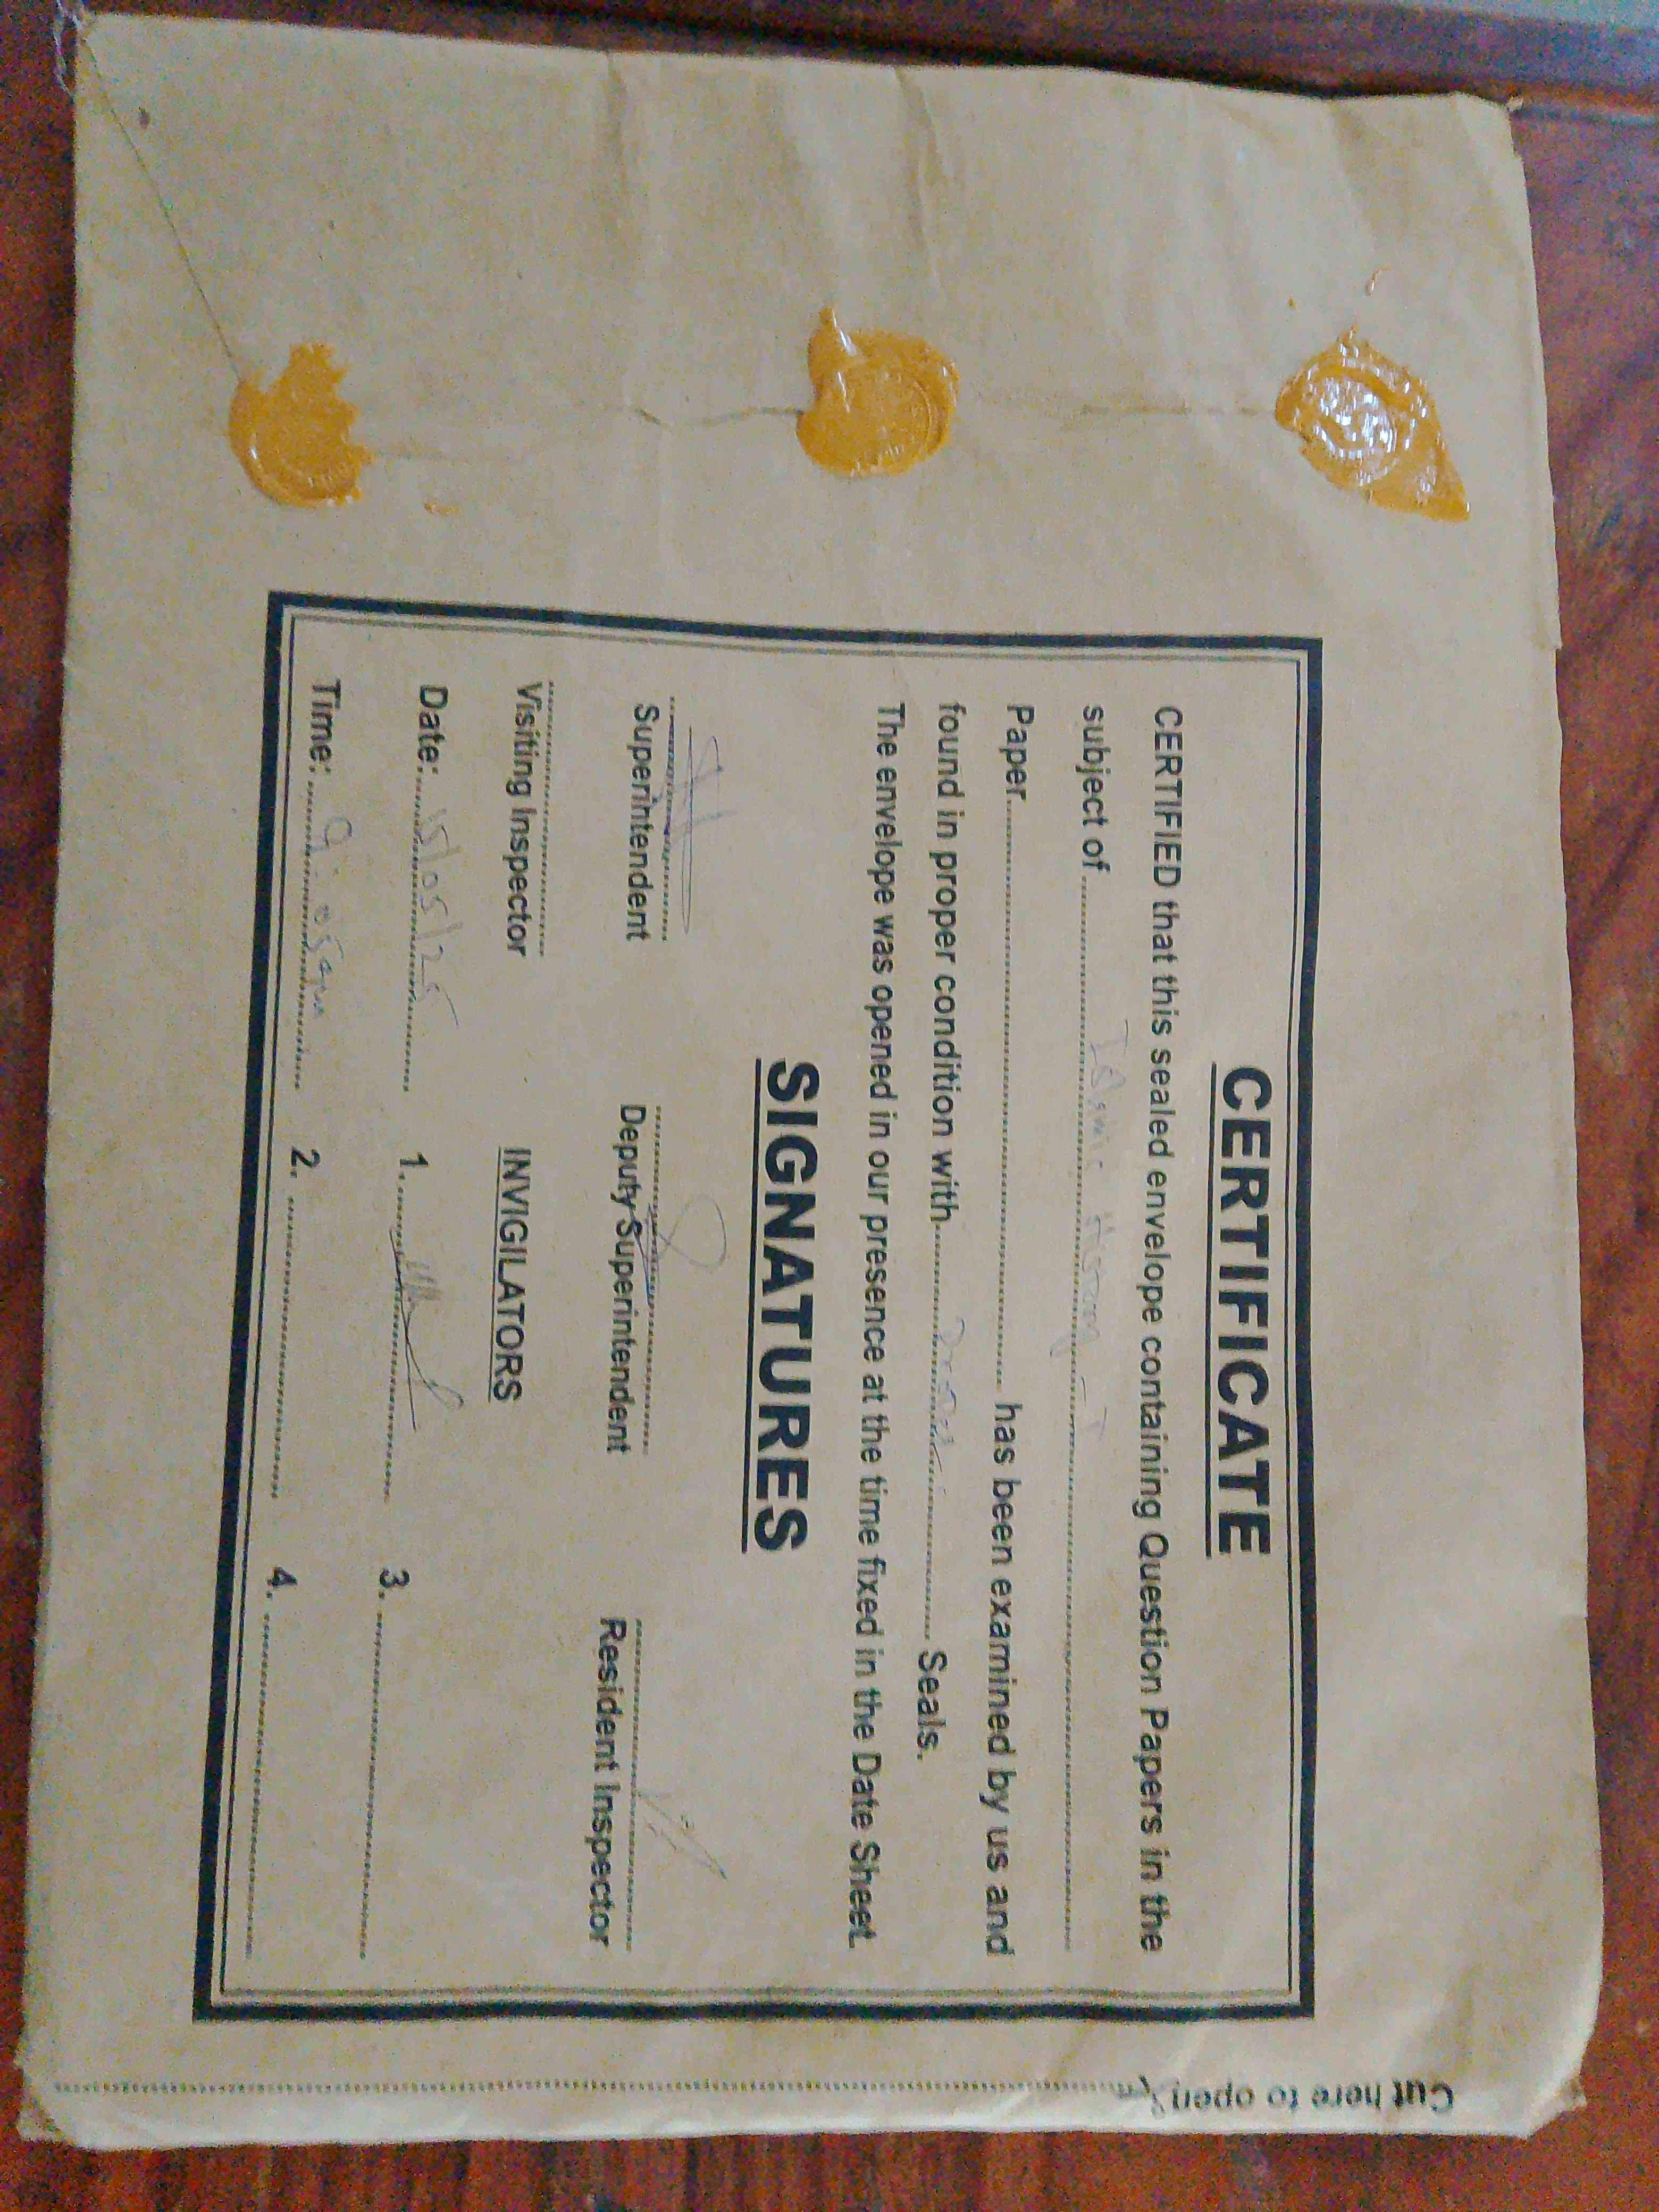 CERTIFICATE
CERTIFIED that this sealed envelope containing Question Papers in the
subject of
Paper has been examined by us and
found in proper condition with Seals.
The envelope was opened in our presence at the time fixed in the Date Sheet.
SIGNATURES
Superintendent Deputy Superintendent Resident Inspector
Visiting Inspector INVIGILATORS
Date: 15/05/25 1. 3.
Time: 2. 4.
Cut here to open